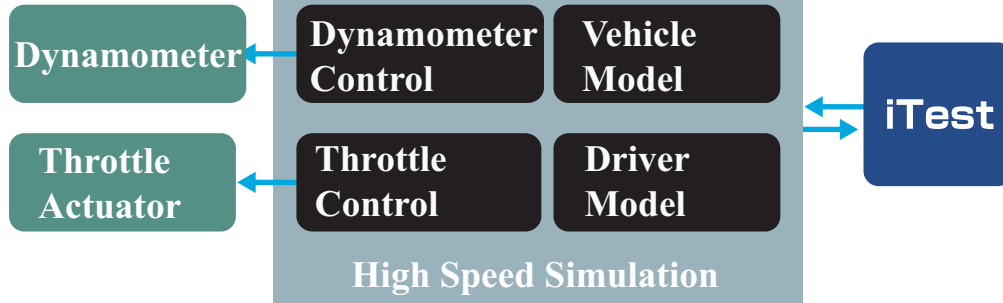 Dynamometer
Dynamometer
Control
Vehicle
Model
iTest
Throttle
Actuator
Throttle
Control
Driver
Model
High Speed Simulation